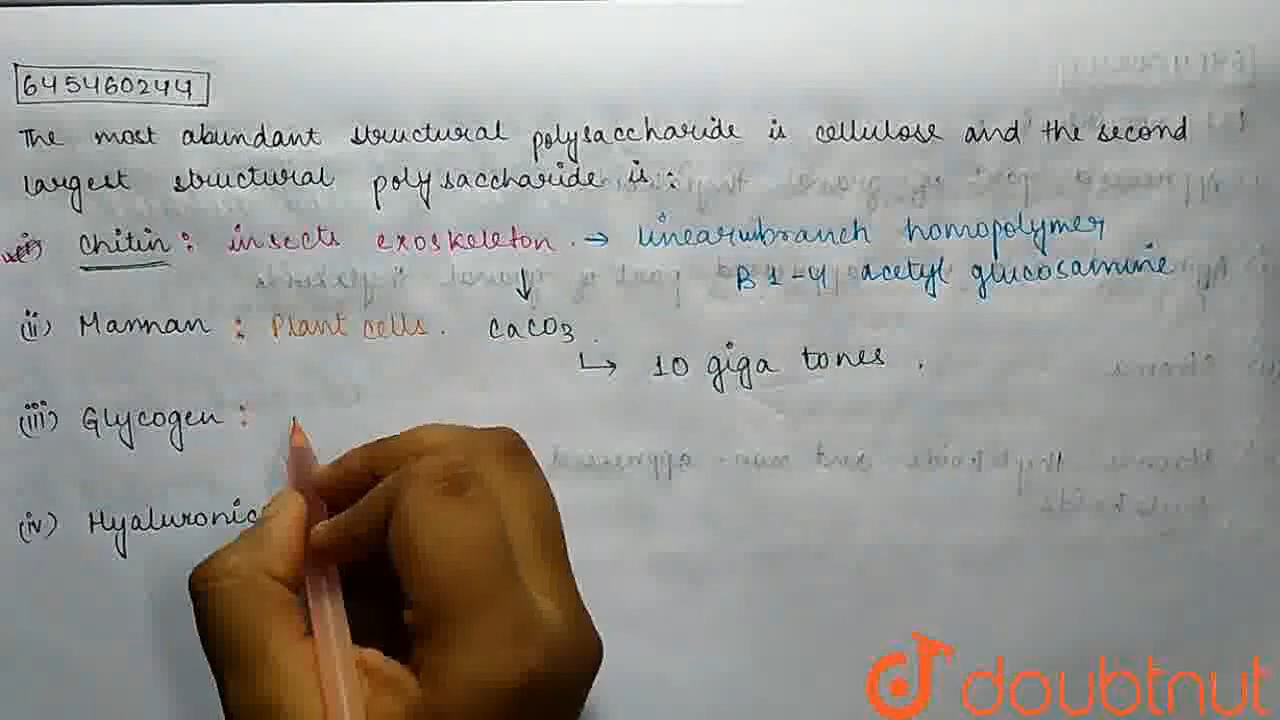 645460244
The most abundant structural polysaccharide is cellulose and the second
largest structural polysaccharide is :
Chitin : insects exoskeleton. → linear unbranch homopolymer
B 1-4 acetyl glucosamine
(ii) Mannan : Plant cells. CaCO3.
↳ 10 giga tones .
(iii) Glycogen :
(iv) Hyaluronic
doubtnut